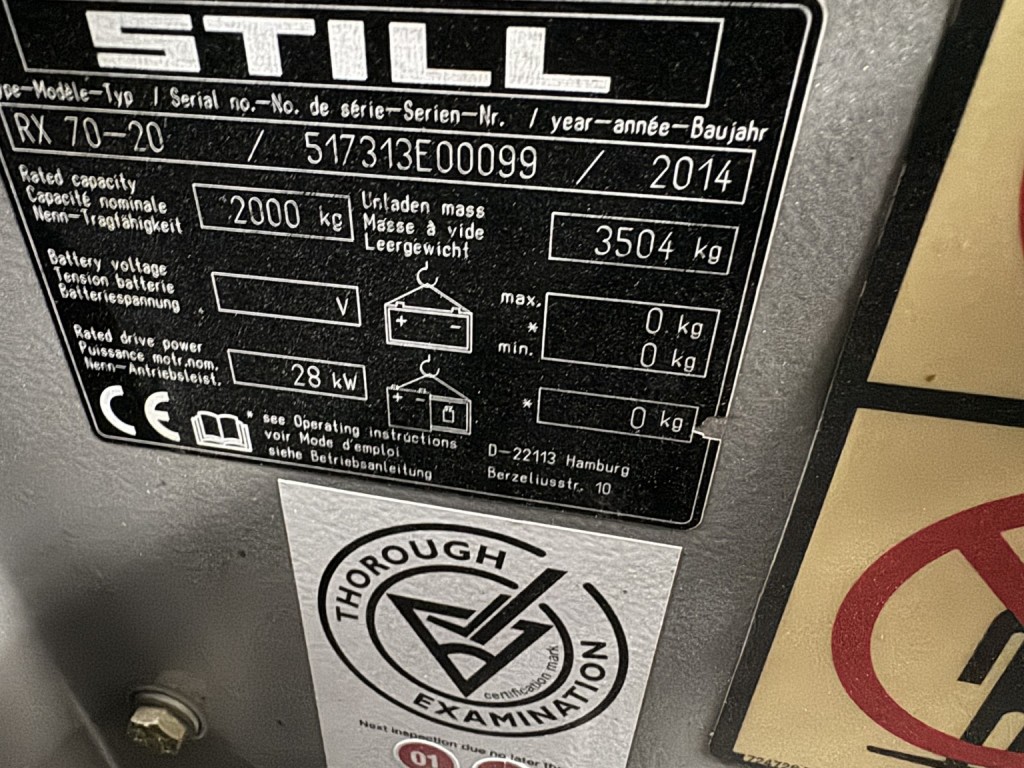 STILL
pe-Modèle-Typ / Serial no.-No. de série-Serien-Nr. / year-année-Baujahr
RX 70-20 / 517313E00099 / 2014
Rated capacity
Capacité nominale
Nenn-Tragfähigkeit
2000 kg
Unladen mass
Masse à vide
Leergewicht
3504 kg
Battery voltage
Tension batterie
Batteriespannung
V
max.
*
min.
0 kg
0 kg
Rated drive power
Puissance motr.nom.
Nenn-Antriebsleist.
28 kW
*
0 kg
CE
* see Operating instructions
voir Mode d'emploi
siehe Betriebsanleitung
D-22113 Hamburg
Berzeliusstr. 10
THOROUGH
EXAMINATION
certification mark
Next inspection due no later
01